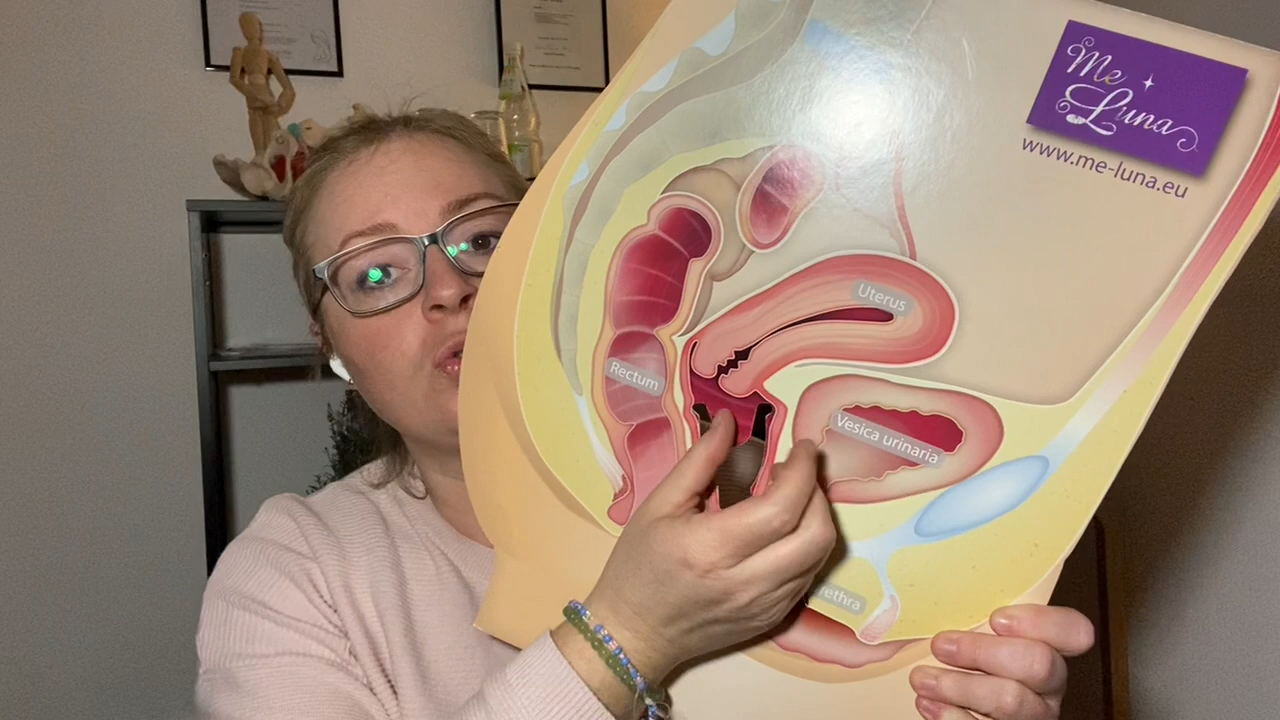 Me
Luna
www.me-luna.eu
Uterus
Rectum
Vesica urinaria
rethra